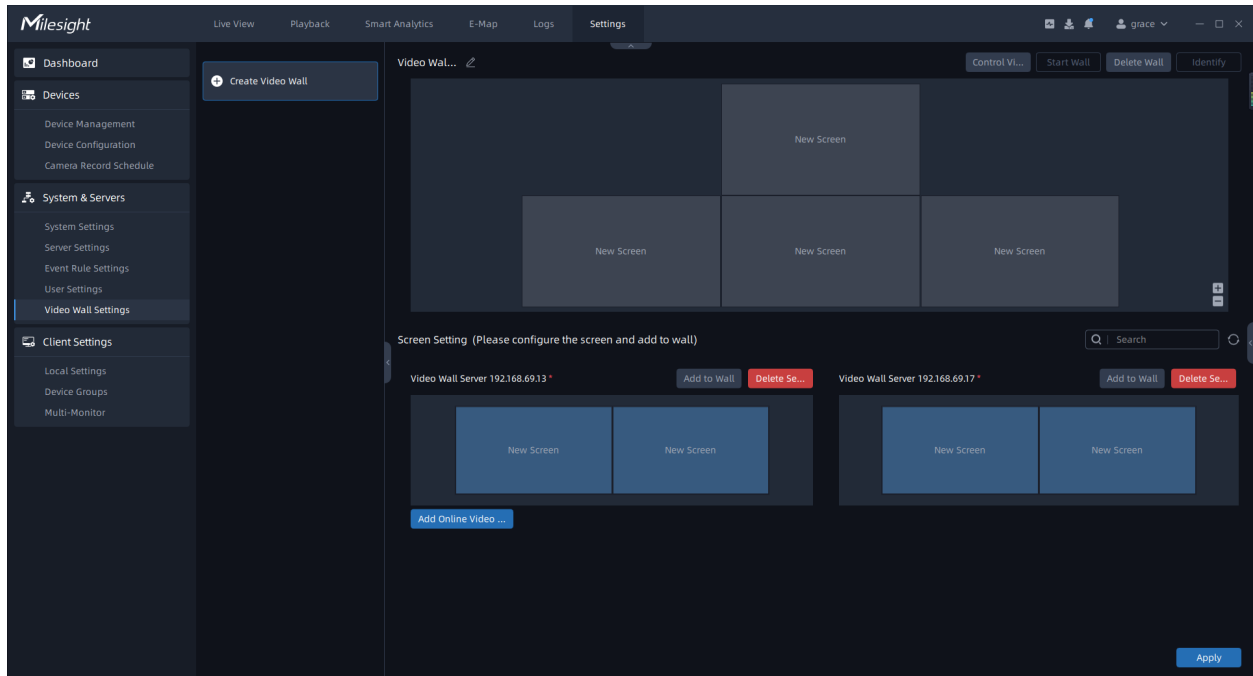 Milesight
Live View
Playback
Smart Analytics
E-Map
Logs
Settings
grace
Dashboard
Devices
Device Management
Device Configuration
Camera Record Schedule
System & Servers
System Settings
Server Settings
Event Rule Settings
User Settings
Video Wall Settings
Client Settings
Local Settings
Device Groups
Multi-Monitor
Create Video Wall
Video Wal...
Control Vi...
Start Wall
Delete Wall
Identify
New Screen
New Screen
New Screen
New Screen
Screen Setting (Please configure the screen and add to wall)
Search
Video Wall Server 192.168.69.13 *
Add to Wall
Delete Se...
New Screen
New Screen
Video Wall Server 192.168.69.17 *
Add to Wall
Delete Se...
New Screen
New Screen
Add Online Video ...
Apply